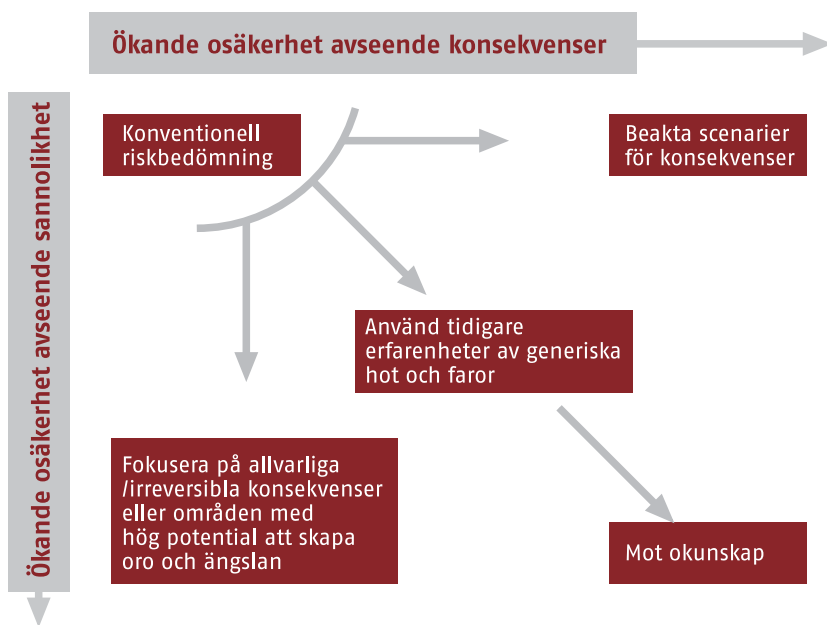 Ökande osäkerhet avseende konsekvenser
Ökande osäkerhet avseende sannolikhet
Konventionell
riskbedömning
Beakta scenarier
för konsekvenser
Använd tidigare
erfarenheter av generiska
hot och faror
Fokusera på allvarliga
/irreversibla konsekvenser
eller områden med
hög potential att skapa
oro och ängslan
Mot okunskap